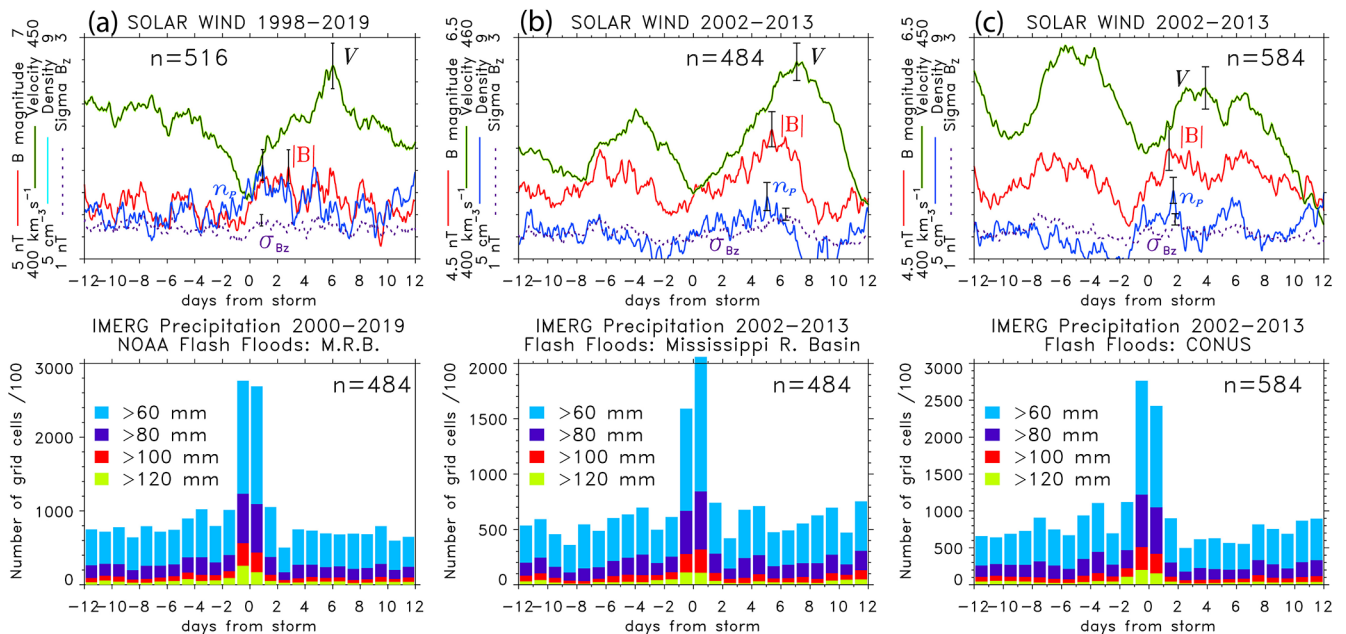 (a) SOLAR WIND 1998–2019
7
450
9
3
B magnitude
Velocity
Density
Sigma Bz
5 nT
400 km–s⁻¹
5 cm⁻³
1 nT
n=516
V
|B|
nP
σBz
−12 −10 −8 −6 −4 −2 0 2 4 6 8 10 12
days from storm
(b) SOLAR WIND 2002–2013
6.5
460
9
3
B magnitude
Velocity
Density
Sigma Bz
4.5 nT
400 km–s⁻¹
5 cm⁻³
1 nT
n=484
V
|B|
nP
σBz
−12 −10 −8 −6 −4 −2 0 2 4 6 8 10 12
days from storm
(c) SOLAR WIND 2002–2013
6.5
450
9
3
B magnitude
Velocity
Density
Sigma Bz
4.5 nT
400 km–s⁻¹
5 cm⁻³
1 nT
n=584
V
|B|
nP
σBz
−12 −10 −8 −6 −4 −2 0 2 4 6 8 10 12
days from storm
IMERG Precipitation 2000–2019
NOAA Flash Floods: M.R.B.
Number of grid cells /100
3000
2000
1000
0
n=484
>60 mm
>80 mm
>100 mm
>120 mm
−12 −10 −8 −6 −4 −2 0 2 4 6 8 10 12
days from storm
IMERG Precipitation 2002–2013
Flash Floods: Mississippi R. Basin
Number of grid cells /100
2000
1500
1000
500
0
n=484
>60 mm
>80 mm
>100 mm
>120 mm
−12 −10 −8 −6 −4 −2 0 2 4 6 8 10 12
days from storm
IMERG Precipitation 2002–2013
Flash Floods: CONUS
Number of grid cells /100
3000
2500
2000
1500
1000
500
0
n=584
>60 mm
>80 mm
>100 mm
>120 mm
−12 −10 −8 −6 −4 −2 0 2 4 6 8 10 12
days from storm